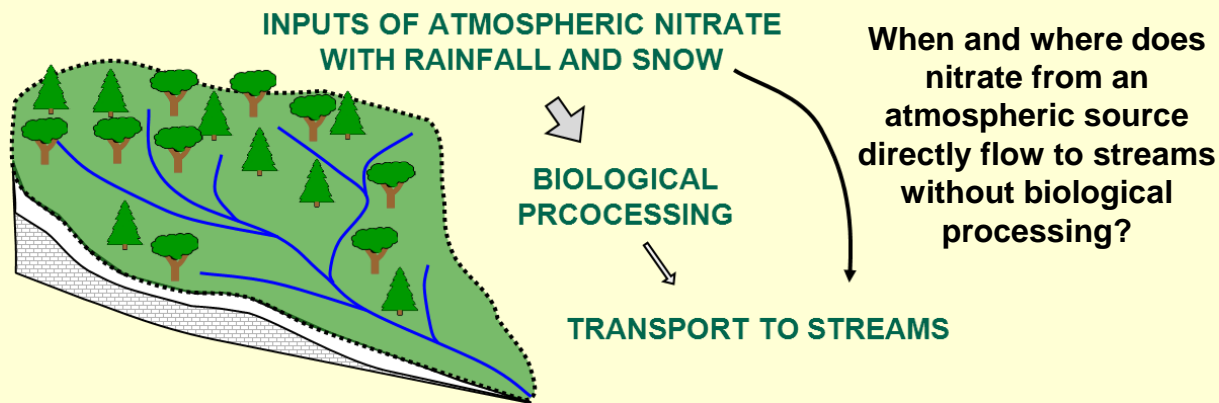 INPUTS OF ATMOSPHERIC NITRATE
WITH RAINFALL AND SNOW
BIOLOGICAL
PRCOCESSING
TRANSPORT TO STREAMS
When and where does
nitrate from an
atmospheric source
directly flow to streams
without biological
processing?